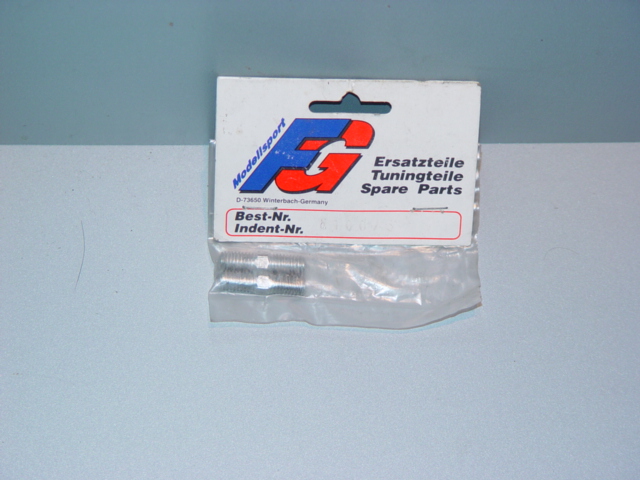 Modellsport
FG
Ersatzteile
Tuningteile
Spare Parts
D-73650 Winterbach-Germany
Best-Nr.
Indent-Nr.